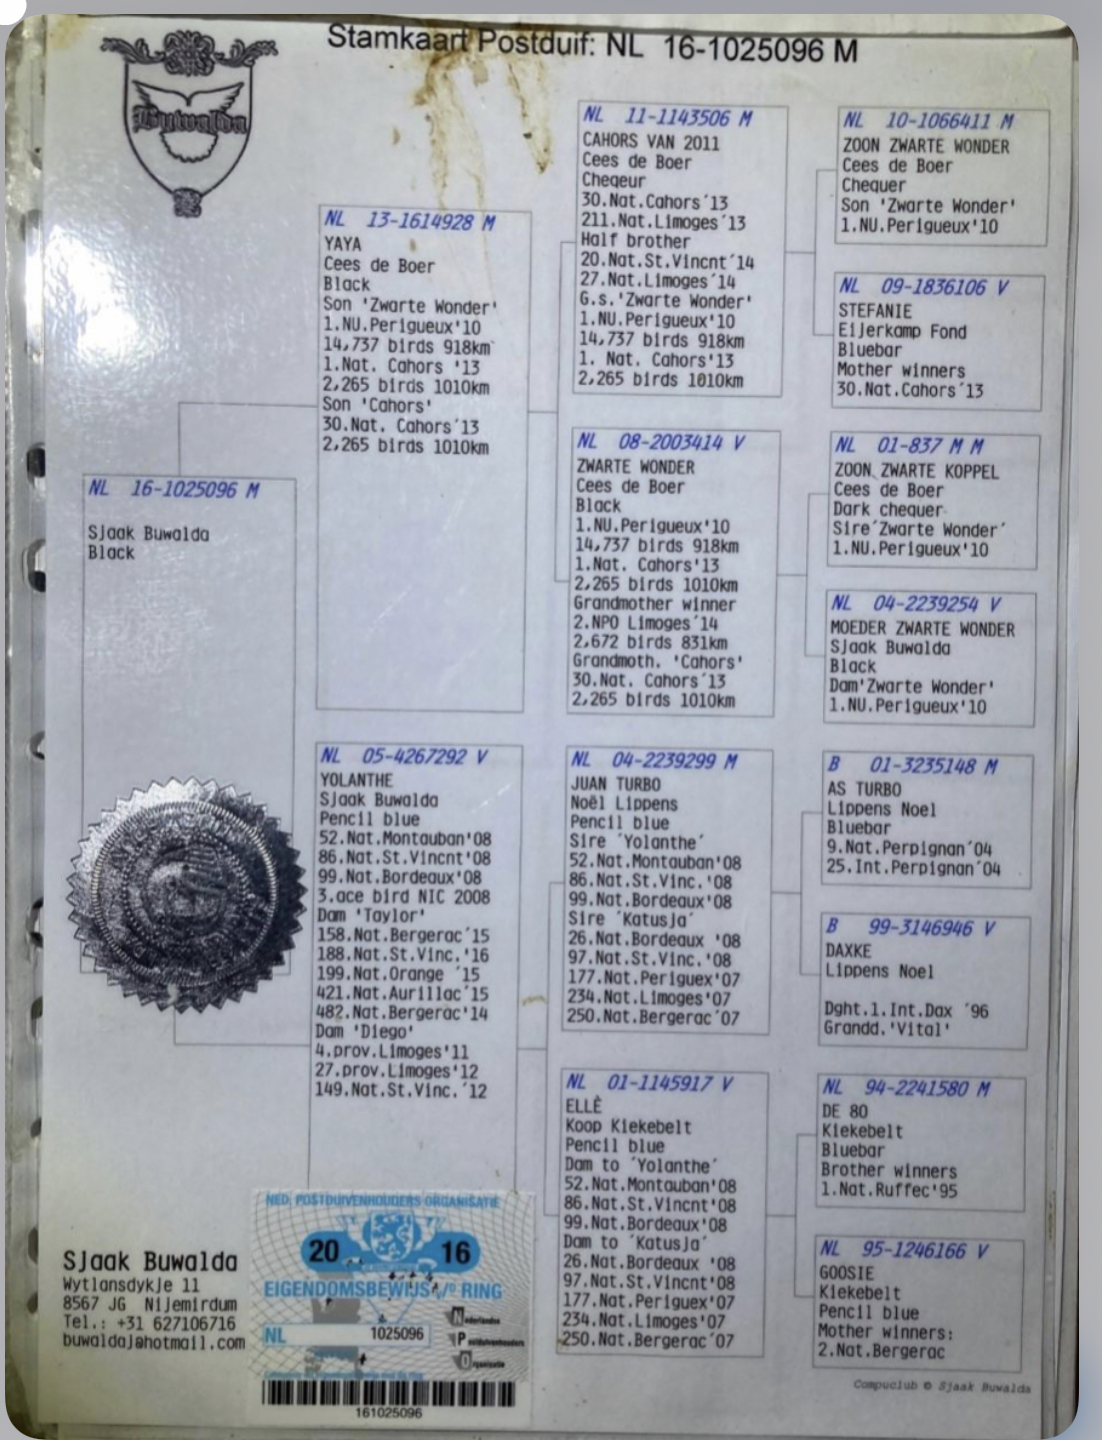 Stamkaart Postduif: NL 16-1025096 M
Buwalda
NL 16-1025096 M
Sjaak Buwalda
Black
NL 13-1614928 M
YAYA
Cees de Boer
Black
Son 'Zwarte Wonder'
1.NU.Perigueux'10
14,737 birds 918km
1.Nat. Cahors '13
2,265 birds 1010km
Son 'Cahors'
30.Nat. Cahors´13
2,265 birds 1010km
NL 05-4267292 V
YOLANTHE
Sjaak Buwalda
Pencil blue
52.Nat.Montauban'08
86.Nat.St.Vincnt'08
99.Nat.Bordeaux'08
3.ace bird NIC 2008
Dam 'Taylor'
158.Nat.Bergerac´15
188.Nat.St.Vinc.'16
199.Nat.Orange ´15
421.Nat.Aurillac´15
482.Nat.Bergerac'14
Dam 'Diego'
4.prov.Limoges'11
27.prov.Limoges'12
149.Nat.St.Vinc.´12
NL 11-1143506 M
CAHORS VAN 2011
Cees de Boer
Cheqeur
30.Nat.Cahors´13
211.Nat.Limoges´13
Half brother
20.Nat.St.Vincnt´14
27.Nat.Limoges´14
G.s.'Zwarte Wonder'
1.NU.Perigueux'10
14,737 birds 918km
1. Nat. Cahors'13
2,265 birds 1010km
NL 08-2003414 V
ZWARTE WONDER
Cees de Boer
Black
1.NU.Perigueux'10
14,737 birds 918km
1.Nat. Cahors'13
2,265 birds 1010km
Grandmother winner
2.NPO Limoges´14
2,672 birds 831km
Grandmoth. 'Cahors'
30.Nat. Cahors´13
2,265 birds 1010km
NL 04-2239299 M
JUAN TURBO
Noël Lippens
Pencil blue
Sire ´Yolanthe´
52.Nat.Montauban'08
86.Nat.St.Vinc.'08
99.Nat.Bordeaux'08
Sire ´Katusja´
26.Nat.Bordeaux '08
97.Nat.St.Vinc.'08
177.Nat.Periguex'07
234.Nat.Limoges'07
250.Nat.Bergerac´07
NL 01-1145917 V
ELLÈ
Koop Kiekebelt
Pencil blue
Dam to ´Yolanthe´
52.Nat.Montauban'08
86.Nat.St.Vincnt'08
99.Nat.Bordeaux'08
Dam to ´Katusja´
26.Nat.Bordeaux '08
97.Nat.St.Vincnt'08
177.Nat.Periguex'07
234.Nat.Limoges'07
250.Nat.Bergerac´07
NL 10-1066411 M
ZOON ZWARTE WONDER
Cees de Boer
Chequer
Son 'Zwarte Wonder'
1.NU.Perigueux'10
NL 09-1836106 V
STEFANIE
Eijerkamp Fond
Bluebar
Mother winners
30.Nat.Cahors´13
NL 01-837 M M
ZOON ZWARTE KOPPEL
Cees de Boer
Dark chequer
Sire´Zwarte Wonder´
1.NU.Perigueux'10
NL 04-2239254 V
MOEDER ZWARTE WONDER
Sjaak Buwalda
Black
Dam'Zwarte Wonder'
1.NU.Perigueux'10
B 01-3235148 M
AS TURBO
Lippens Noel
Bluebar
9.Nat.Perpignan´04
25.Int.Perpignan´04
B 99-3146946 V
DAXKE
Lippens Noel
Dght.1.Int.Dax ´96
Grandd.'Vital'
NL 94-2241580 M
DE 80
Kiekebelt
Bluebar
Brother winners
1.Nat.Ruffec'95
NL 95-1246166 V
GOOSIE
Kiekebelt
Pencil blue
Mother winners:
2.Nat.Bergerac
Compuclub © Sjaak Buwalda
Sjaak Buwalda
Wytlansdykje 11
8567 JG Nijemirdum
Tel.: +31 627106716
buwaldaj@hotmail.com
NED. POSTDUIVENHOUDERS ORGANISATIE
20 16
EIGENDOMSBEWIJS v/d RING
NL 1025096
Nederlandse
Postduivenhouders
Organisatie
161025096